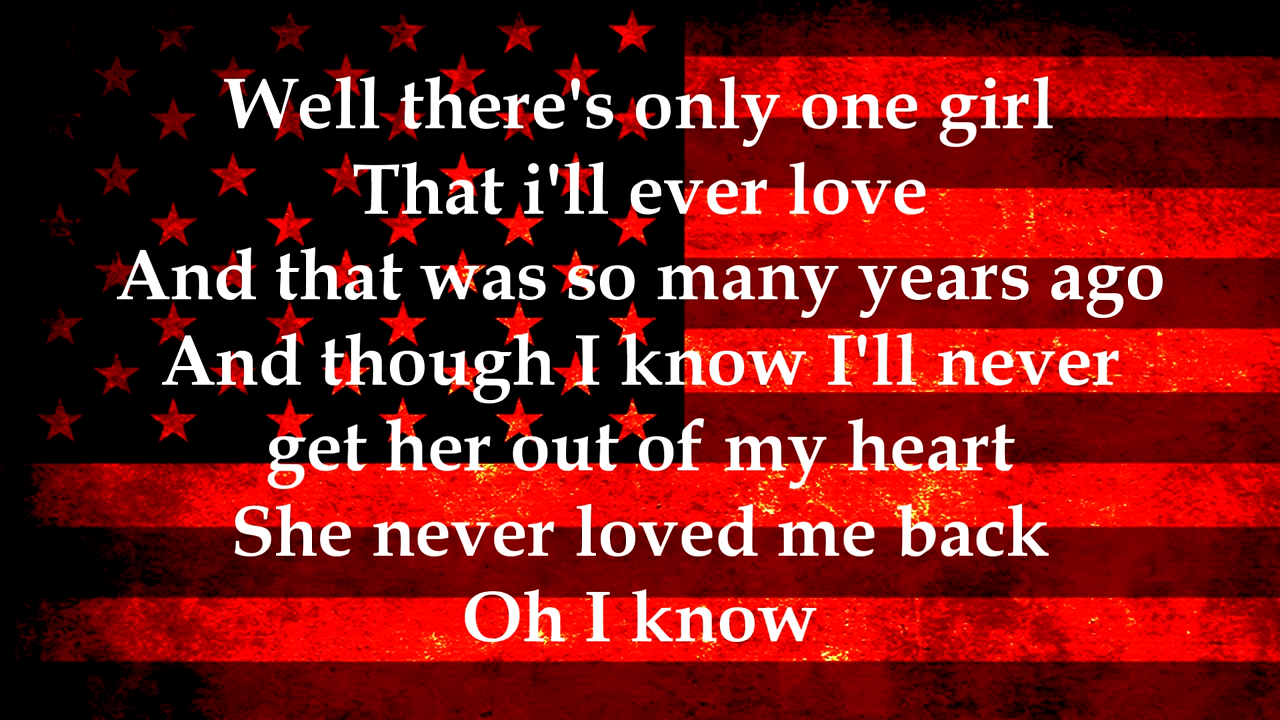 Well there's only one girl
That i'll ever love
And that was so many years ago
And though I know I'll never
get her out of my heart
She never loved me back
Oh I know